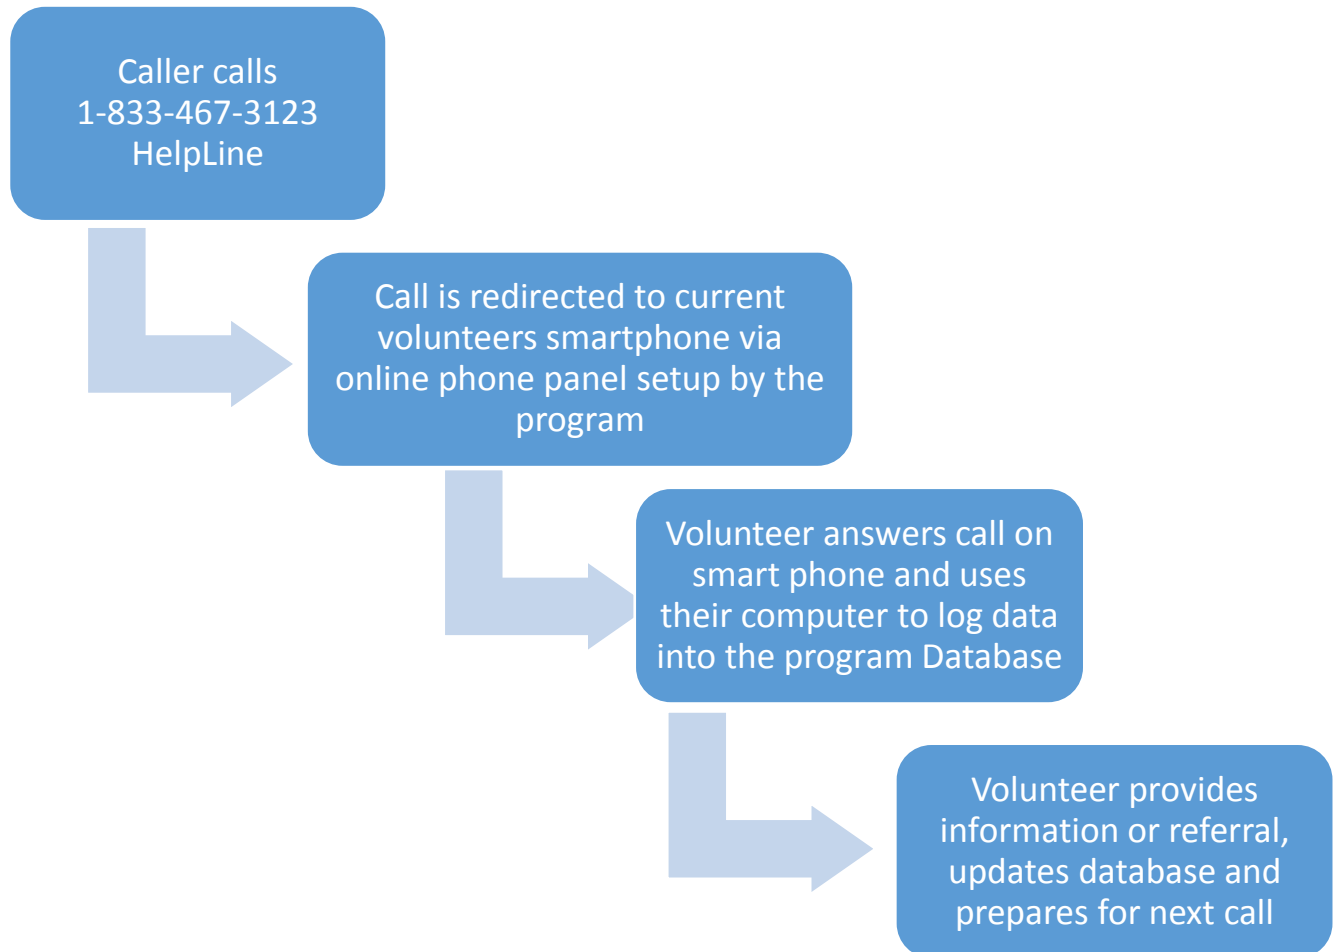 Caller calls
1-833-467-3123
HelpLine
Call is redirected to current
volunteers smartphone via
online phone panel setup by the
program
Volunteer answers call on
smart phone and uses
their computer to log data
into the program Database
Volunteer provides
information or referral,
updates database and
prepares for next call